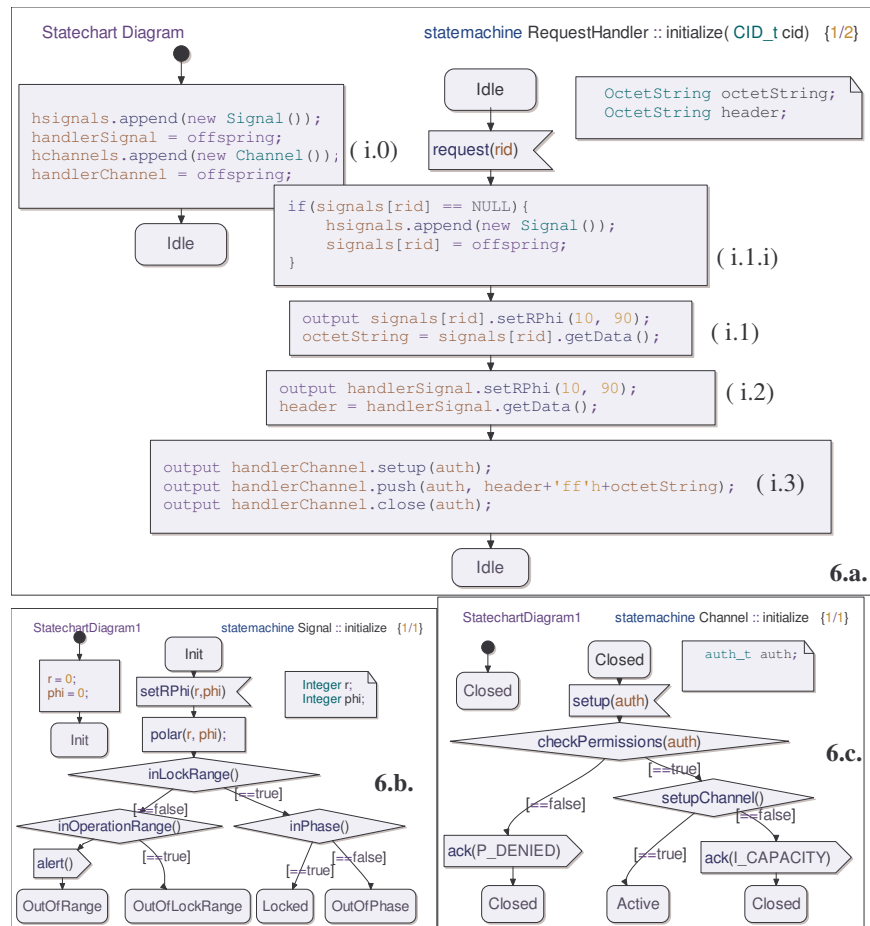 Statechart Diagram
statemachine RequestHandler :: initialize( CID_t cid) {1/2}
hsignals.append(new Signal());
handlerSignal = offspring;
hchannels.append(new Channel());
handlerChannel = offspring;
( i.0)
Idle
Idle
OctetString octetString;
OctetString header;
request(rid)
if(signals[rid] == NULL){
hsignals.append(new Signal());
signals[rid] = offspring;
}
( i.1.i)
output signals[rid].setRPhi(10, 90);
octetString = signals[rid].getData();
( i.1)
output handlerSignal.setRPhi(10, 90);
header = handlerSignal.getData();
( i.2)
output handlerChannel.setup(auth);
output handlerChannel.push(auth, header+'ff'h+octetString);
output handlerChannel.close(auth);
( i.3)
Idle
6.a.
StatechartDiagram1
statemachine Signal :: initialize {1/1}
r = 0;
phi = 0;
Init
Init
setRPhi(r,phi)
Integer r;
Integer phi;
polar(r, phi);
inLockRange()
6.b.
[==false]
[==true]
inOperationRange()
inPhase()
alert()
[==true]
[==true]
[==false]
OutOfRange
OutOfLockRange
Locked
OutOfPhase
StatechartDiagram1
statemachine Channel :: initialize {1/1}
Closed
Closed
auth_t auth;
setup(auth)
checkPermissions(auth)
6.c.
[==true]
[==false]
setupChannel()
[==false]
ack(P_DENIED)
[==true]
ack(I_CAPACITY)
Closed
Active
Closed